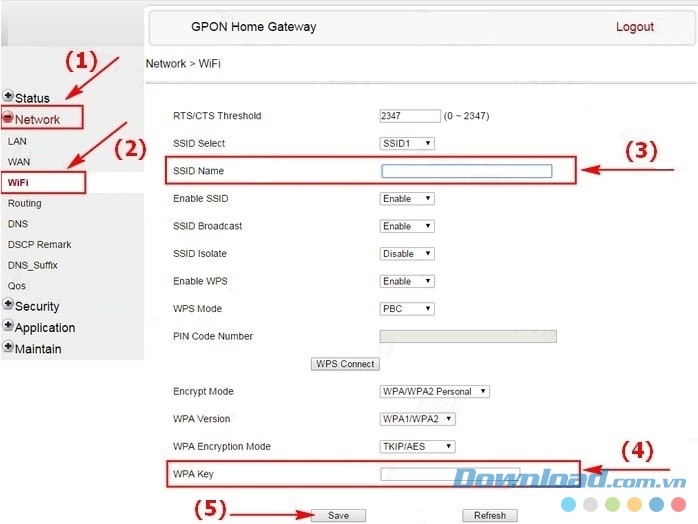 GPON Home Gateway
Logout
(1)
Network > WiFi
Status
Network
LAN
(2)
WAN
WiFi
Routing
DNS
DSCP Remark
DNS_Suffix
Qos
Security
Application
Maintain
RTS/CTS Threshold 2347 (0 ~ 2347)
SSID Select SSID1
(3)
SSID Name
Enable SSID Enable
SSID Broadcast Enable
SSID Isolate Disable
Enable WPS Enable
WPS Mode PBC
PIN Code Number
WPS Connect
Encrypt Mode WPA/WPA2 Personal
WPA Version WPA1/WPA2
WPA Encryption Mode TKIP/AES
(4)
WPA Key
Download.com.vn
(5)
Save Refresh